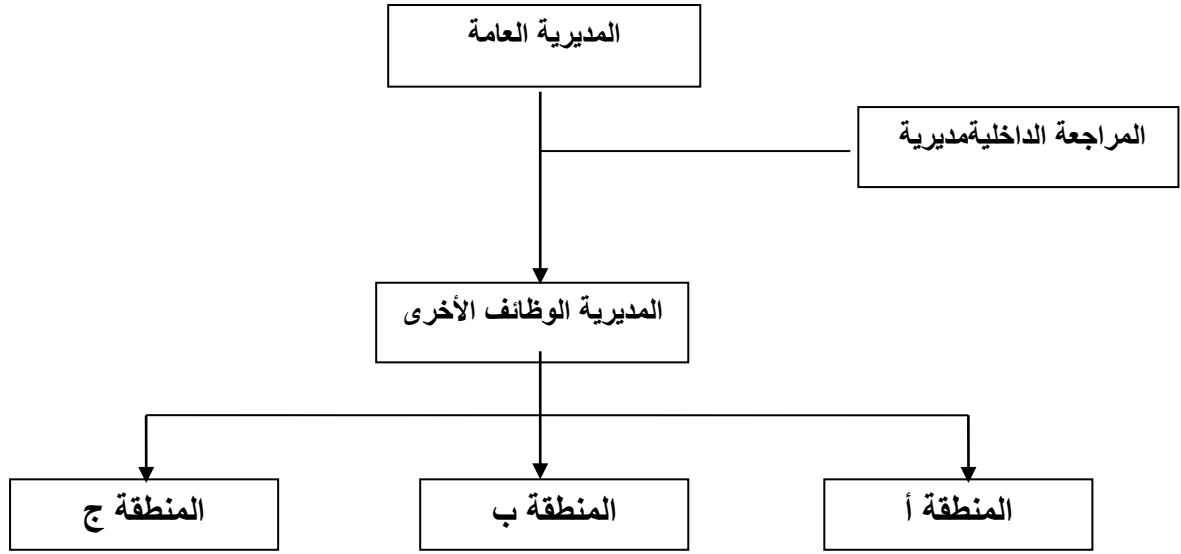 المديرية العامة
المراجعة الداخليةمديرية
المديرية الوظائف الأخرى
المنطقة أ
المنطقة ب
المنطقة ج